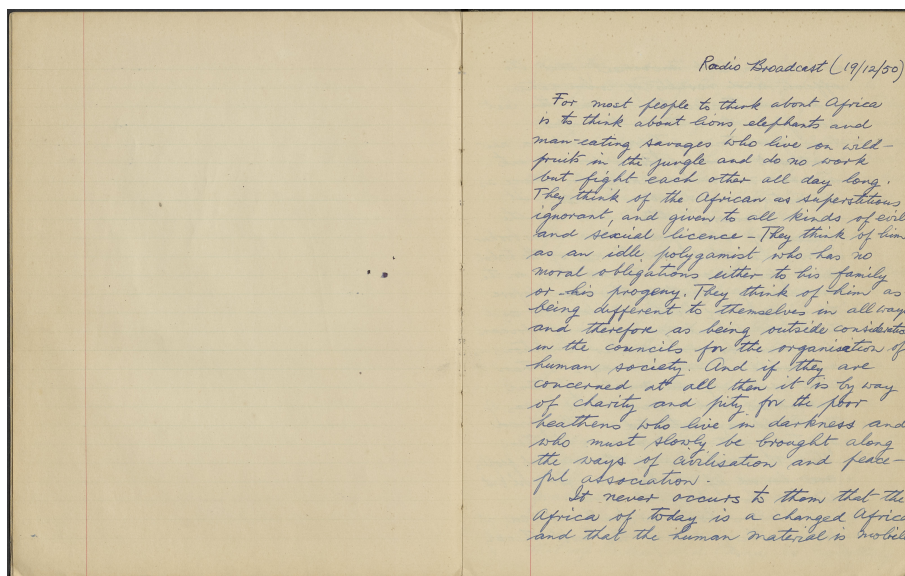 Radio Broadcast (19/12/50)
For most people to think about Africa
is to think about lions, elephants and
man-eating savages who live on wild-
fruits in the jungle and do no work
but fight each other all day long.
They think of the African as superstitious
ignorant, and given to all kinds of evil
and sexual licence - They think of him
as an idle polygamist who has no
moral obligations either to his family
or his progeny. They think of him as
being different to themselves in all ways
and therefore as being outside consideratio
in the councils for the organisation of
human society. And if they are
concerned at all then it is by way
of charity and pity for the poor
heathens who live in darkness and
who must slowly be brought along
the ways of civilisation and peace-
ful association.
It never occurs to them that the
Africa of today is a changed Africa
and that the human material is mobile